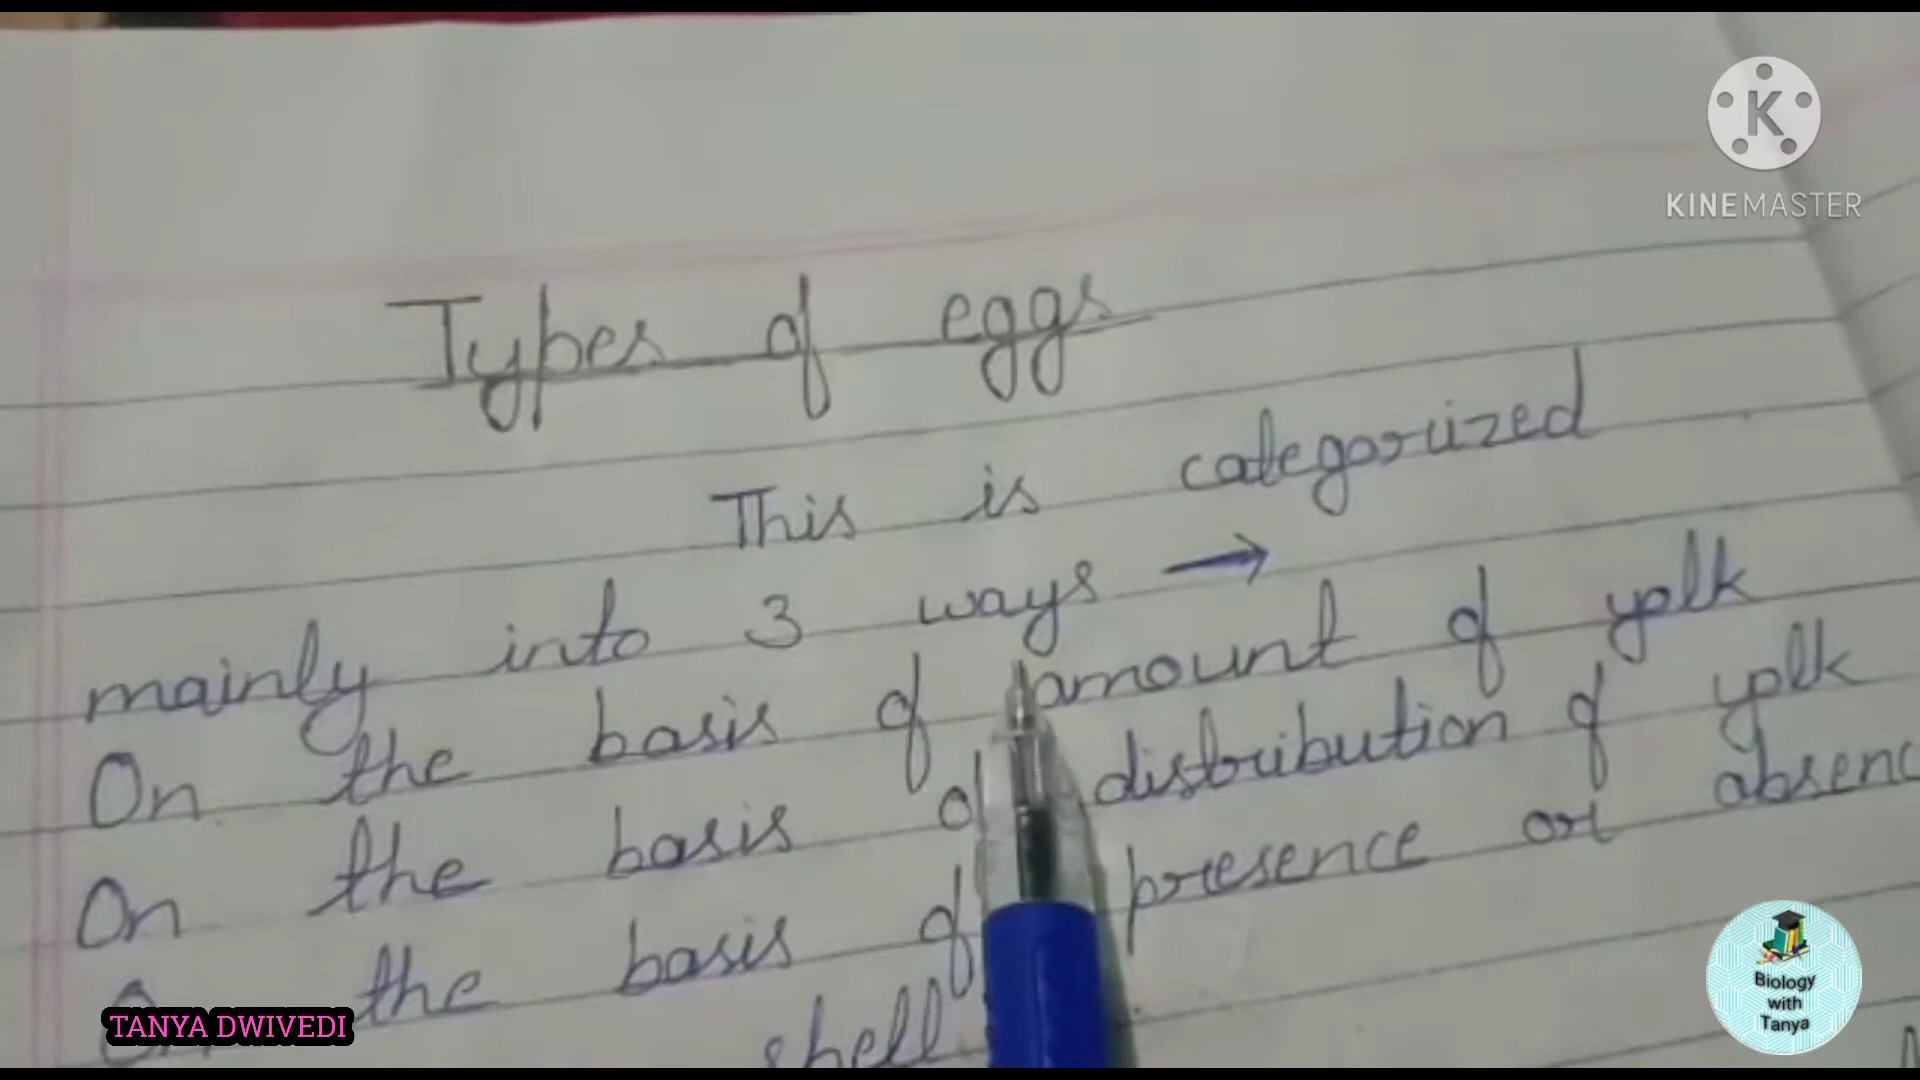 K
KINEMASTER
Types of eggs
This is categorized
mainly into 3 ways →
On the basis of amount of yolk
On the basis of distribution of yolk
On the basis of presence or absenc
shell
TANYA DWIVEDI
Biology
with
Tanya